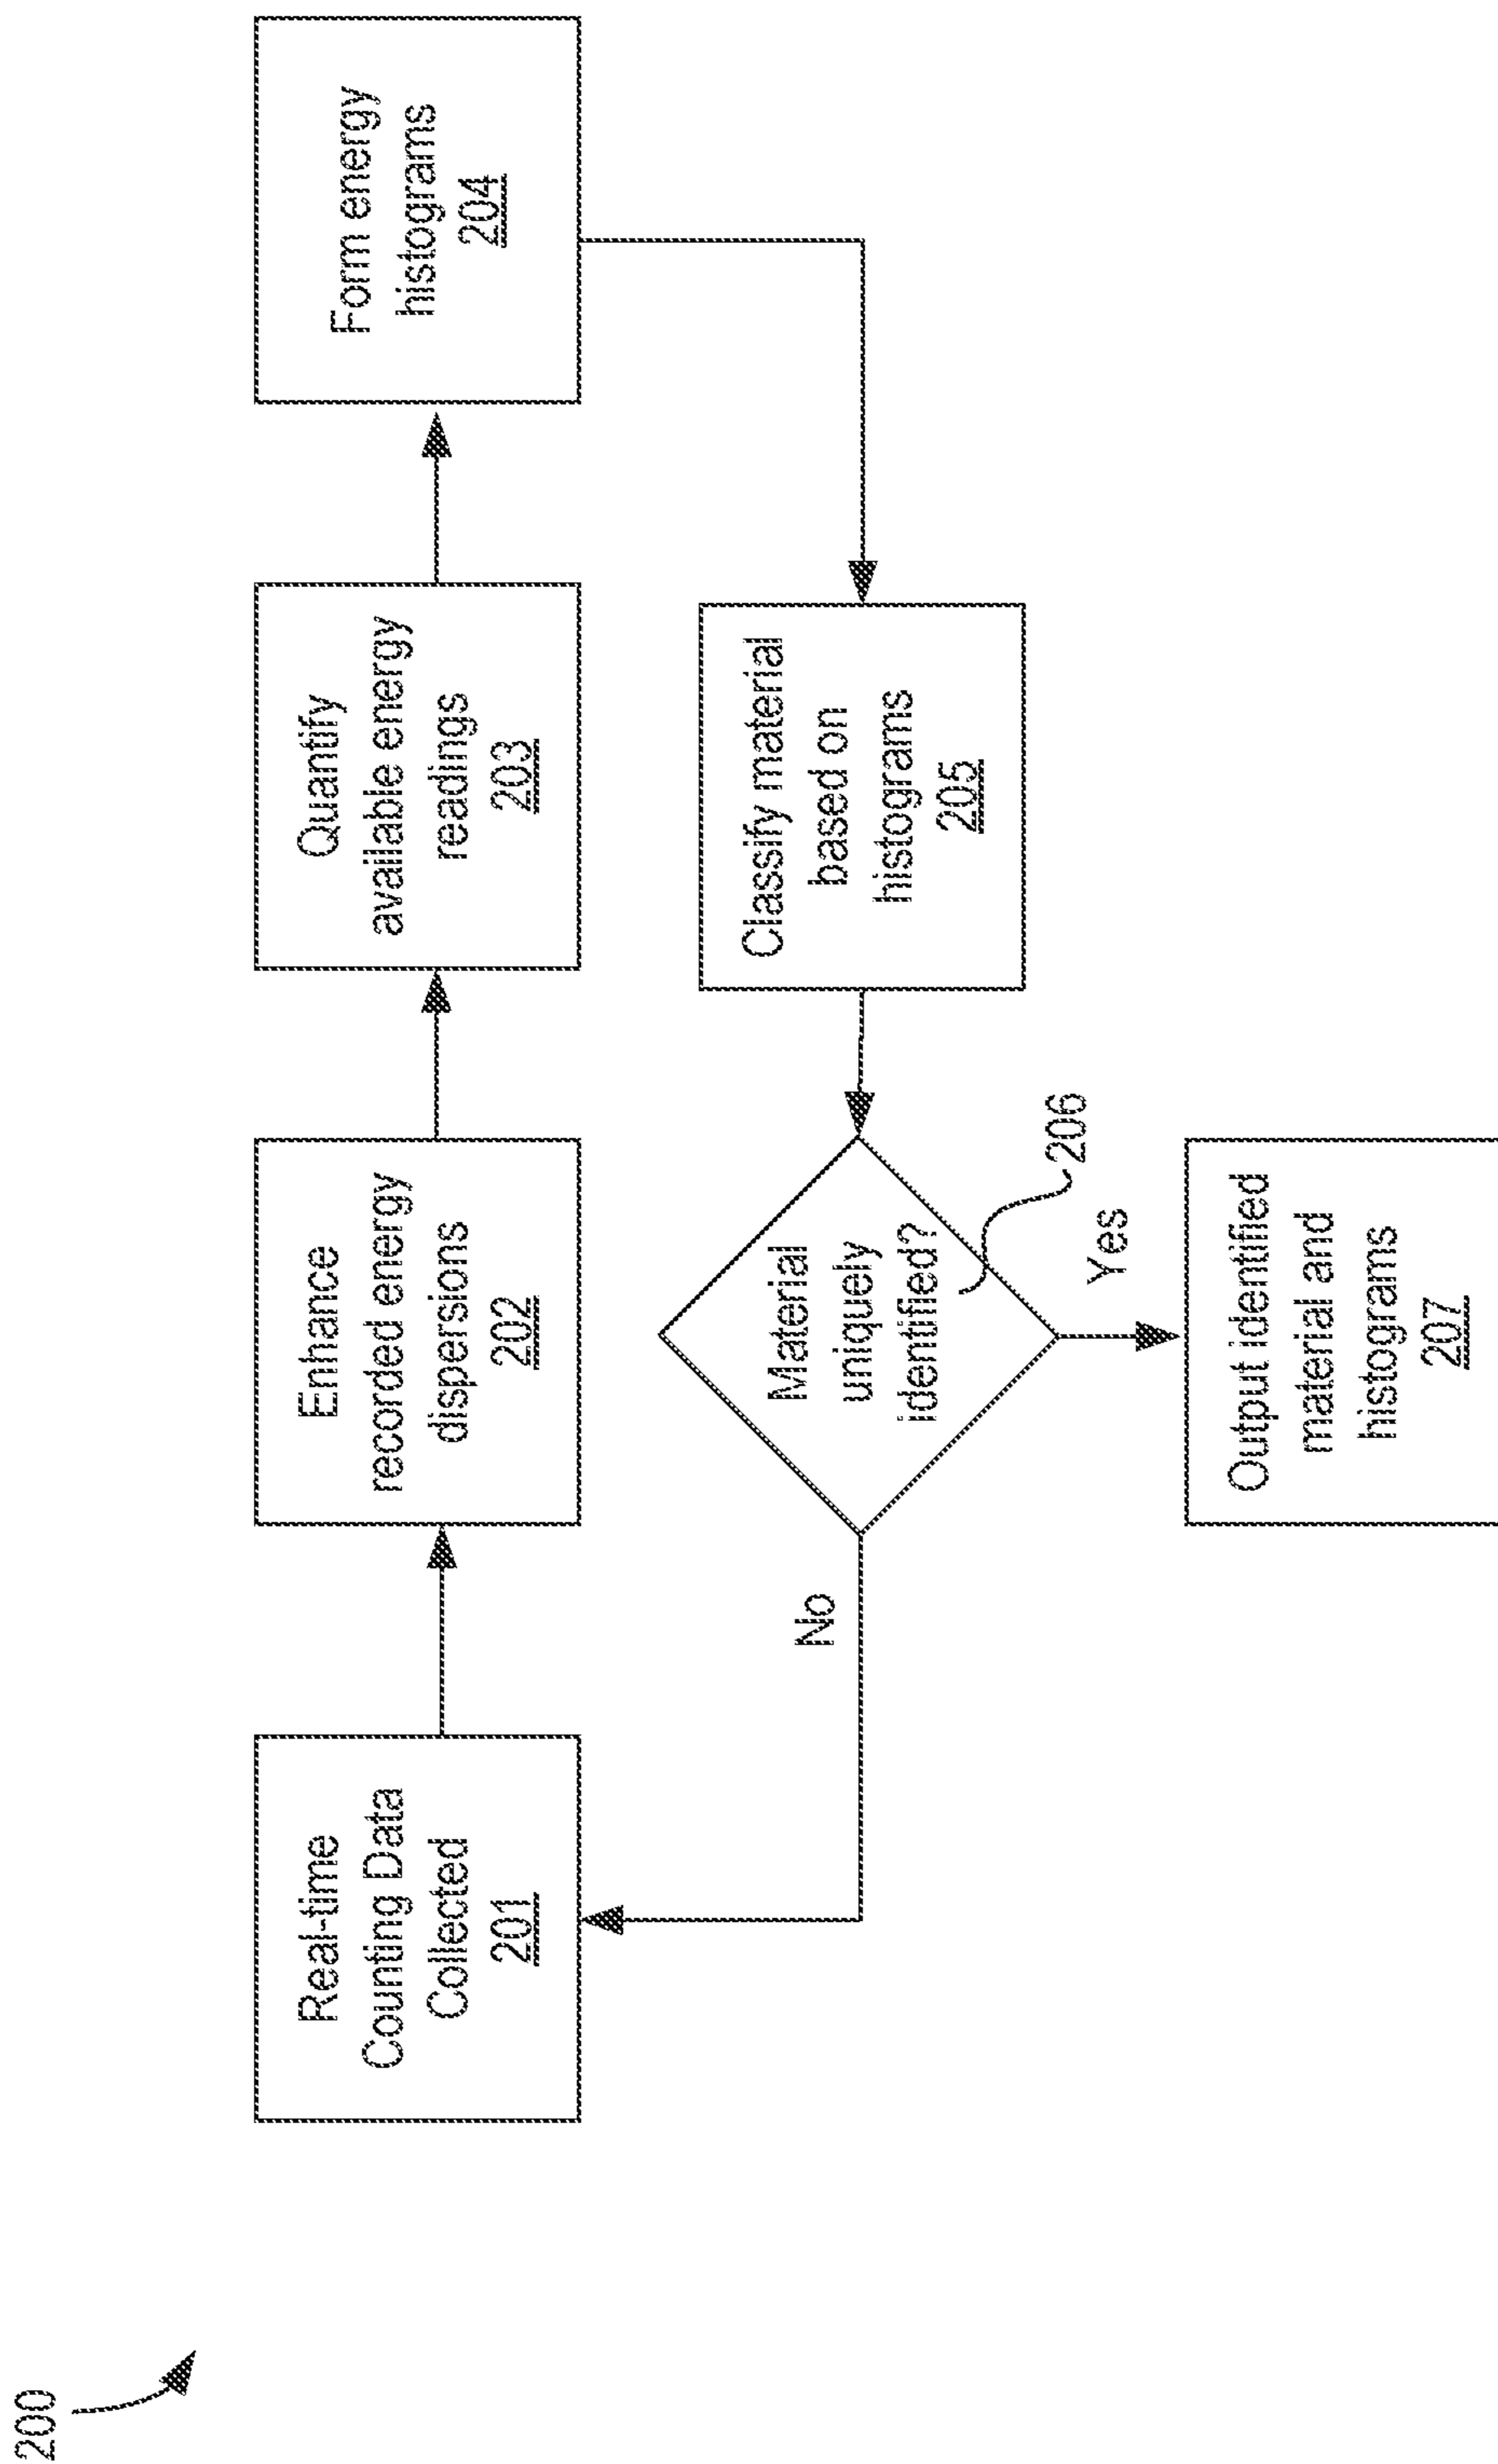 200
Real-time
Counting Data
Collected
201
Enhance
recorded energy
dispersions
202
Quantify
available energy
readings
203
Form energy
histograms
204
Classify material
based on
histograms
205
Material
uniquely
identified?
206
No
Yes
Output identified
material and
histograms
207